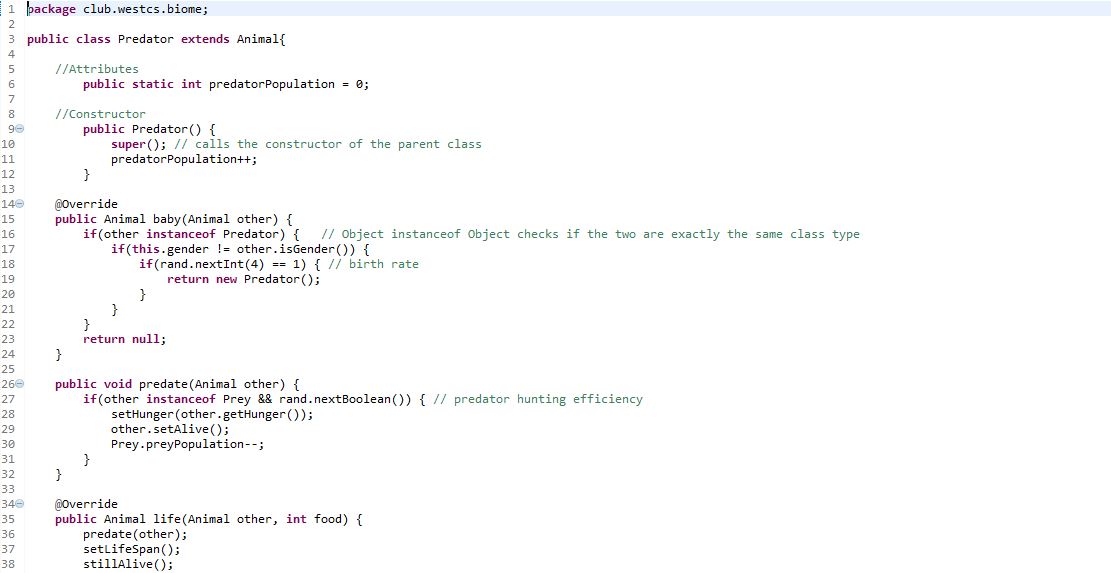 1 package club.westcs.biome;
2
3 public class Predator extends Animal{
4
5 //Attributes
6 public static int predatorPopulation = 0;
7
8 //Constructor
9 public Predator() {
10 super(); // calls the constructor of the parent class
11 predatorPopulation++;
12 }
13
14 @Override
15 public Animal baby(Animal other) {
16 if(other instanceof Predator) { // Object instanceof Object checks if the two are exactly the same class type
17 if(this.gender != other.isGender()) {
18 if(rand.nextInt(4) == 1) { // birth rate
19 return new Predator();
20 }
21 }
22 }
23 return null;
24 }
25
26 public void predate(Animal other) {
27 if(other instanceof Prey && rand.nextBoolean()) { // predator hunting efficiency
28 setHunger(other.getHunger());
29 other.setAlive();
30 Prey.preyPopulation--;
31 }
32 }
33
34 @Override
35 public Animal life(Animal other, int food) {
36 predate(other);
37 setLifeSpan();
38 stillAlive();